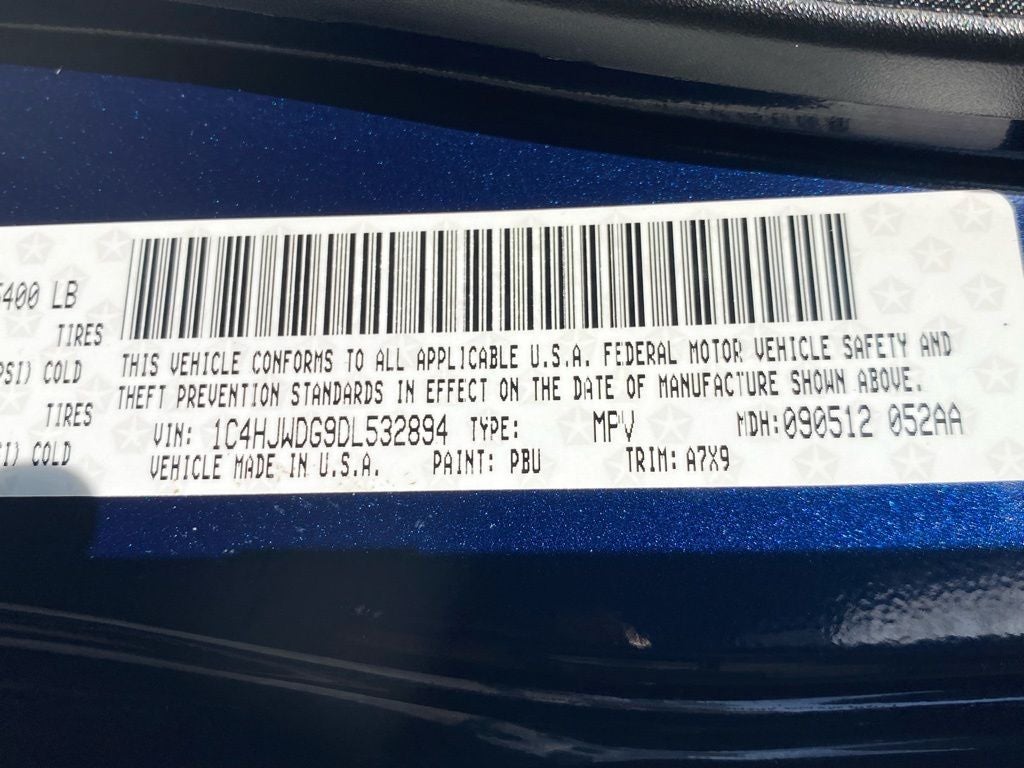 5400 LB
TIRES
PSI) COLD
TIRES
COLD
THIS VEHICLE CONFORMS TO ALL APPLICABLE U.S.A. FEDERAL MOTOR VEHICLE SAFETY AND
THEFT PREVENTION STANDARDS IN EFFECT ON THE DATE OF MANUFACTURE SHOWN ABOVE.
VIN: 1C4HJWDG9DL532894 TYPE: MPV MDH:090512 052AA
VEHICLE MADE IN U.S.A. PAINT: PBU TRIM: A7X9